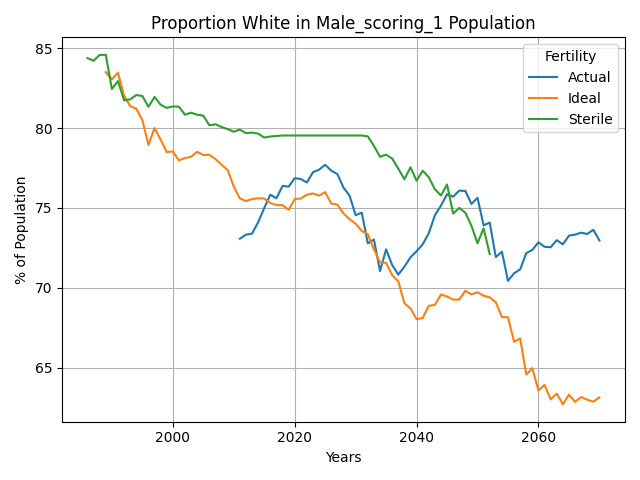 Proportion White in Male_scoring_1 Population
Fertility
Actual
Ideal
Sterile
% of Population
85
80
75
70
65
2000
2020
2040
2060
Years